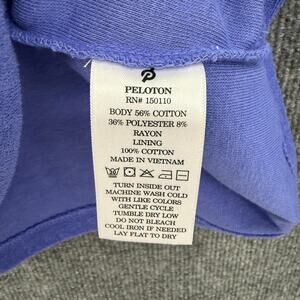 PELOTON
RN# 150110
BODY 56% COTTON
36% POLYESTER 8%
RAYON
LINING
100% COTTON
MADE IN VIETNAM
TURN INSIDE OUT
MACHINE WASH COLD
WITH LIKE COLORS
GENTLE CYCLE
TUMBLE DRY LOW
DO NOT BLEACH
COOL IRON IF NEEDED
LAY FLAT TO DRY